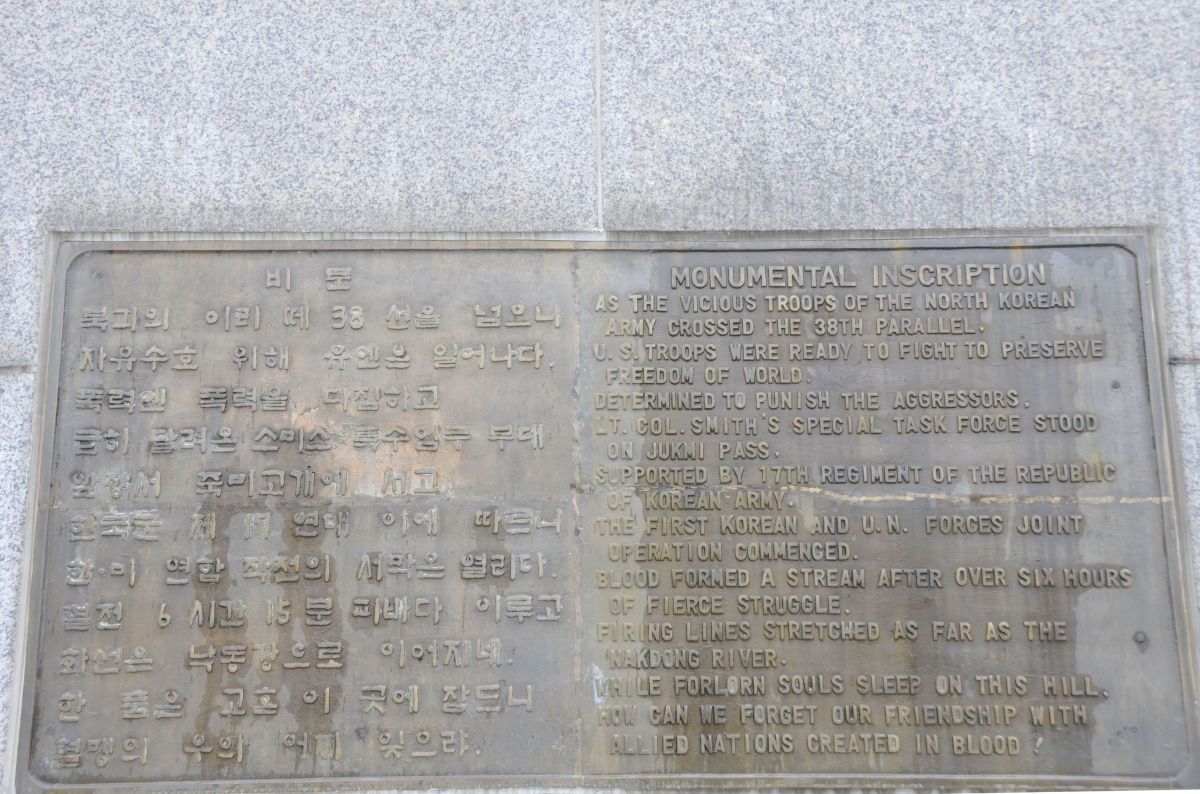 비 문
북괴의 이리 떼 38 선을 넘으니
자유수호 위해 유엔은 일어나다.
폭력엔 폭력을 다짐하고
급히 달려온 스미스 특수임무 부대
앞장서 죽미고개에 서고
한국군 제 17 연대 이에 따르니
한·미 연합 작전의 서막은 열리다.
혈전 6 시간 15 분 피바다 이루고
화선은 낙동강으로 이어지네.
한 줌은 고혼 이 곳에 잠드니
혈맹의 우의 어찌 잊으랴.
MONUMENTAL INSCRIPTION
AS THE VICIOUS TROOPS OF THE NORTH KOREAN
ARMY CROSSED THE 38TH PARALLEL.
U.S. TROOPS WERE READY TO FIGHT TO PRESERVE
FREEDOM OF WORLD.
DETERMINED TO PUNISH THE AGGRESSORS,
LT. COL. SMITH'S SPECIAL TASK FORCE STOOD
ON JUKMI PASS.
SUPPORTED BY 17TH REGIMENT OF THE REPUBLIC
OF KOREAN ARMY.
THE FIRST KOREAN AND U.N. FORCES JOINT
OPERATION COMMENGED.
BLOOD FORMED A STREAM AFTER OVER SIX HOURS
OF FIERCE STRUGGLE.
FIRING LINES STRETCHED AS FAR AS THE
NAKDONG RIVER.
WHILE FORLORN SOULS SLEEP ON THIS HILL,
HOW CAN WE FORGET OUR FRIENDSHIP WITH
ALLIED NATIONS CREATED IN BLOOD!